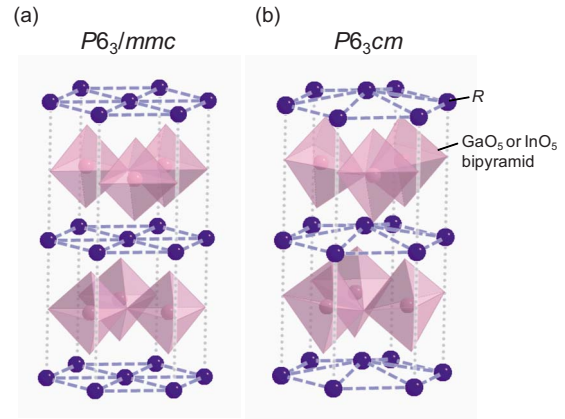 (a)
P6₃/mmc
(b)
P6₃cm
R
GaO₅ or InO₅
bipyramid